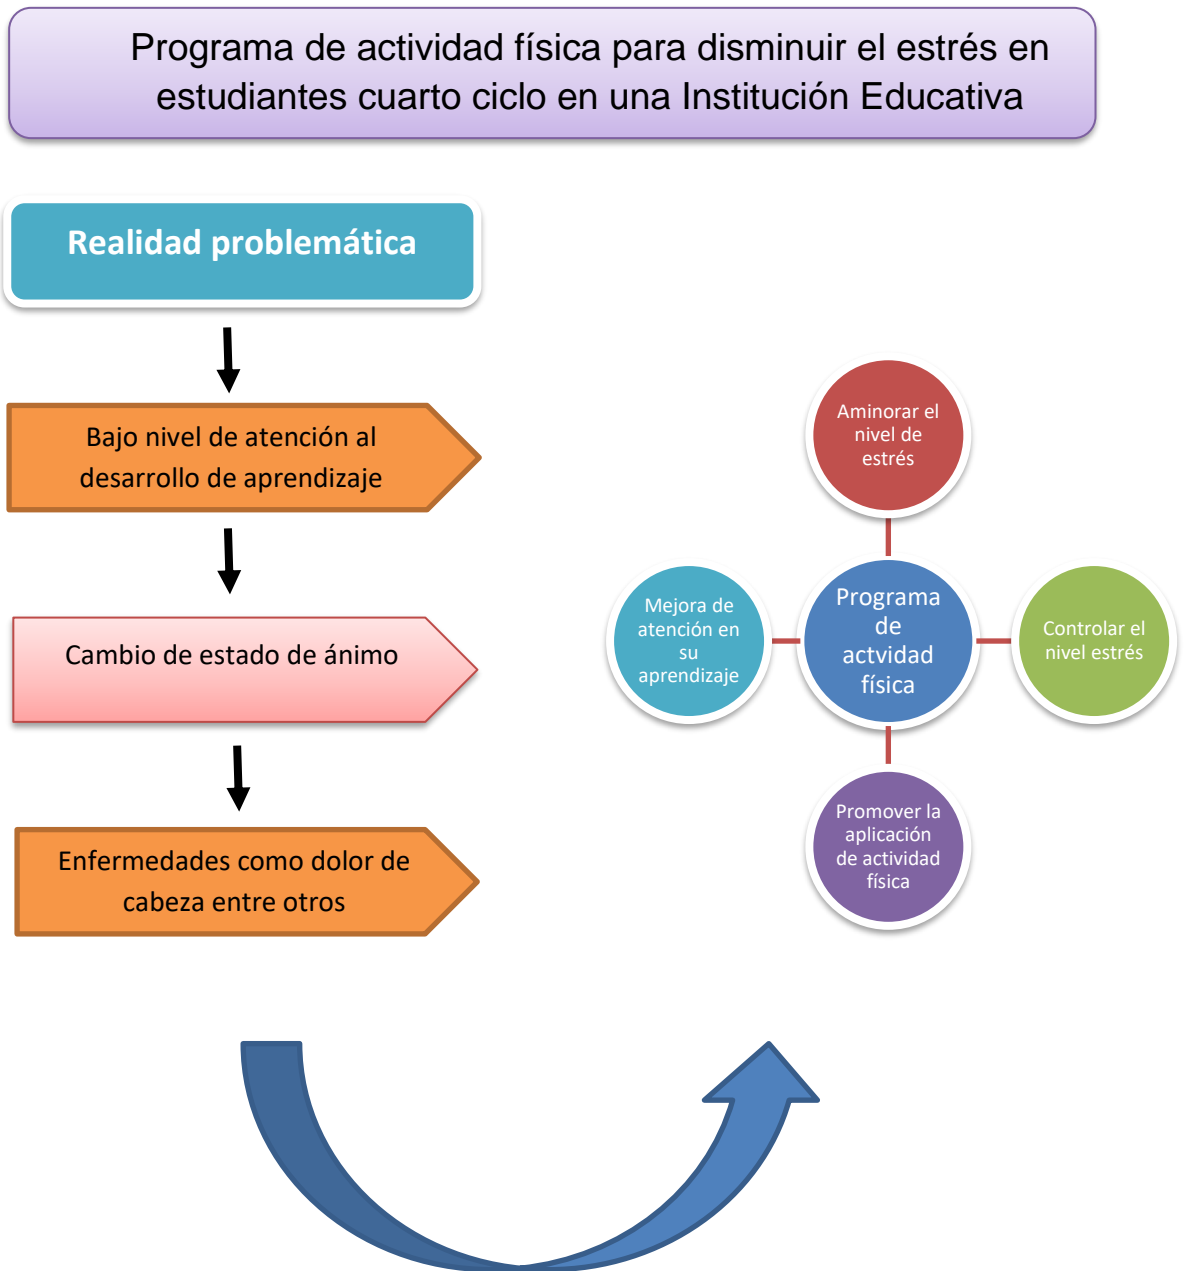 Programa de actividad física para disminuir el estrés en
estudiantes cuarto ciclo en una Institución Educativa
Realidad problemática
Bajo nivel de atención al
desarrollo de aprendizaje
Cambio de estado de ánimo
Enfermedades como dolor de
cabeza entre otros
Aminorar el
nivel de
estrés
Mejora de
atención en
su
aprendizaje
Programa
de
actvidad
física
Controlar el
nivel estrés
Promover la
aplicación
de actividad
física